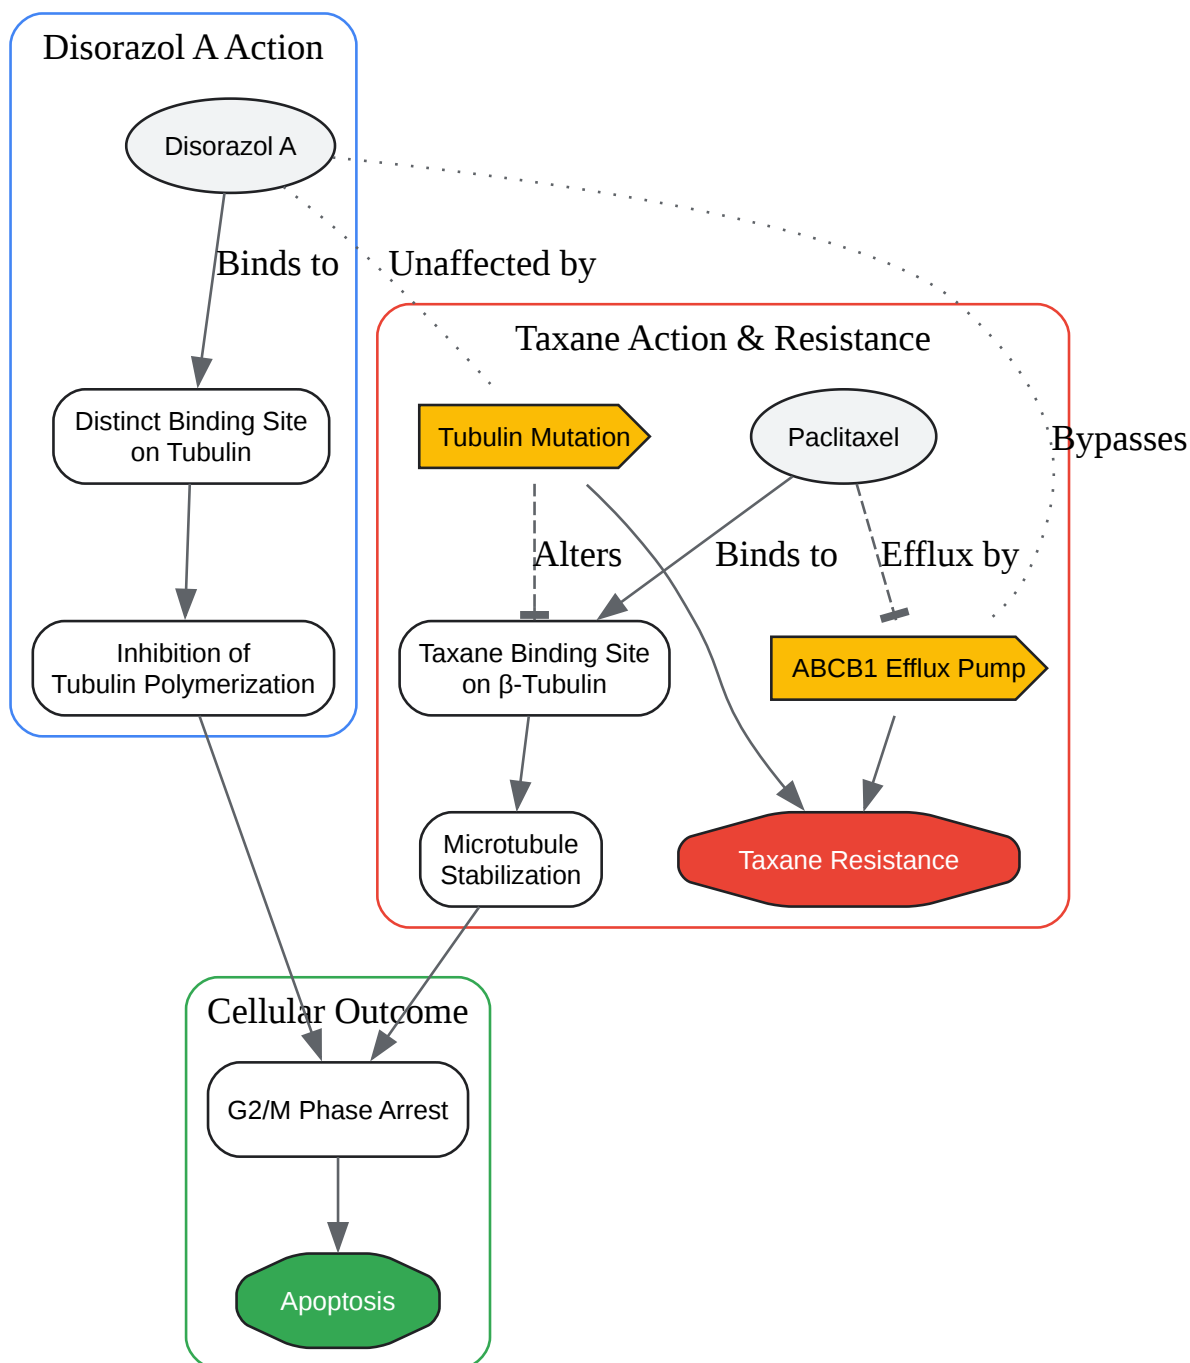 Disorazol A Action
Disorazol A
Binds to
Unaffected by
Taxane Action & Resistance
Distinct Binding Site
on Tubulin
Tubulin Mutation
Paclitaxel
Bypasses
Alters
Binds to
Efflux by
Inhibition of
Tubulin Polymerization
Taxane Binding Site
on β-Tubulin
ABCB1 Efflux Pump
Microtubule
Stabilization
Taxane Resistance
Cellular Outcome
G2/M Phase Arrest
Apoptosis